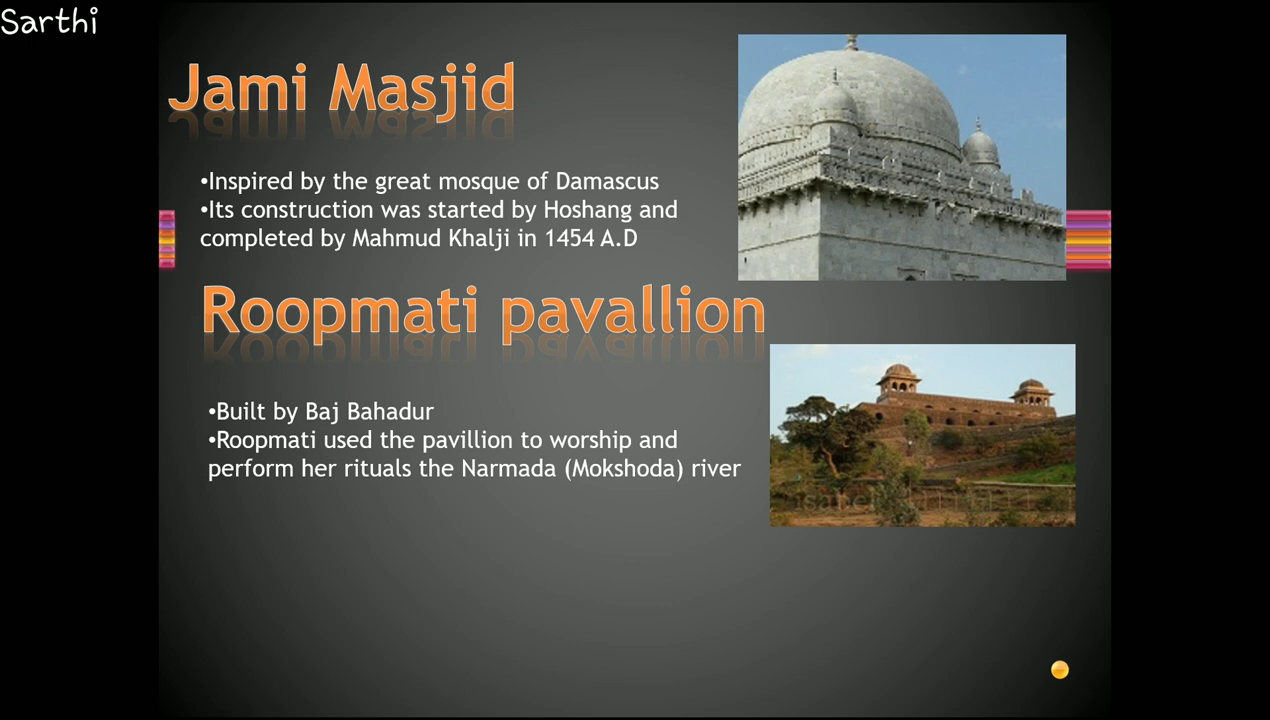 Sarthi
Jami Masjid
•Inspired by the great mosque of Damascus
•Its construction was started by Hoshang and
completed by Mahmud Khalji in 1454 A.D
Roopmati pavallion
•Built by Baj Bahadur
•Roopmati used the pavillion to worship and
perform her rituals the Narmada (Mokshoda) river